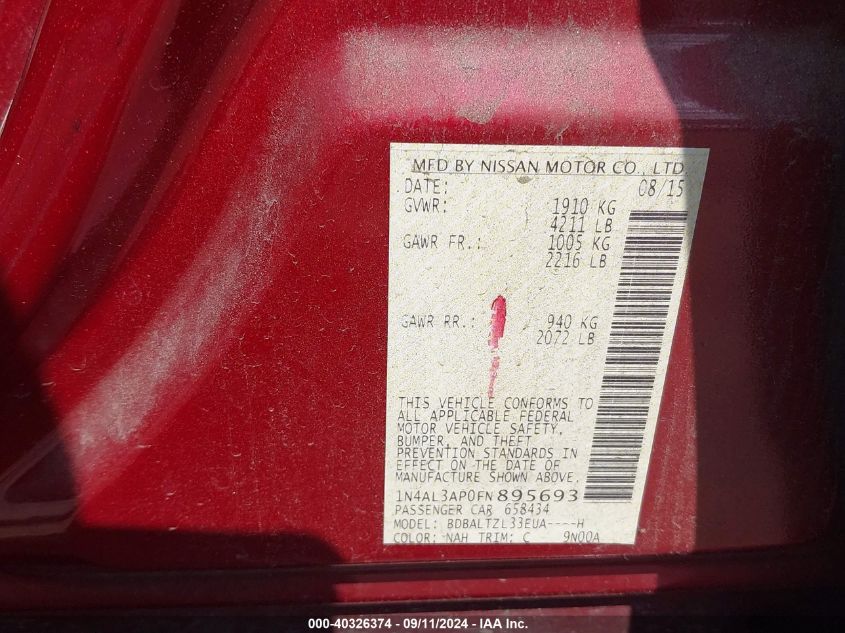 MFD BY NISSAN MOTOR CO., LTD.
DATE: 08/15
GVWR: 1910 KG
4211 LB
GAWR FR.: 1005 KG
2216 LB
GAWR RR.: 940 KG
2072 LB
THIS VEHICLE CONFORMS TO
ALL APPLICABLE FEDERAL
MOTOR VEHICLE SAFETY,
BUMPER, AND THEFT
PREVENTION STANDARDS IN
EFFECT ON THE DATE OF
MANUFACTURE SHOWN ABOVE.
1N4AL3AP0FN895693
PASSENGER CAR 658434
MODEL: BDBALTZL33EUA----H
COLOR: NAH TRIM: C 9N00A
000-40326374 - 09/11/2024 - IAA Inc.